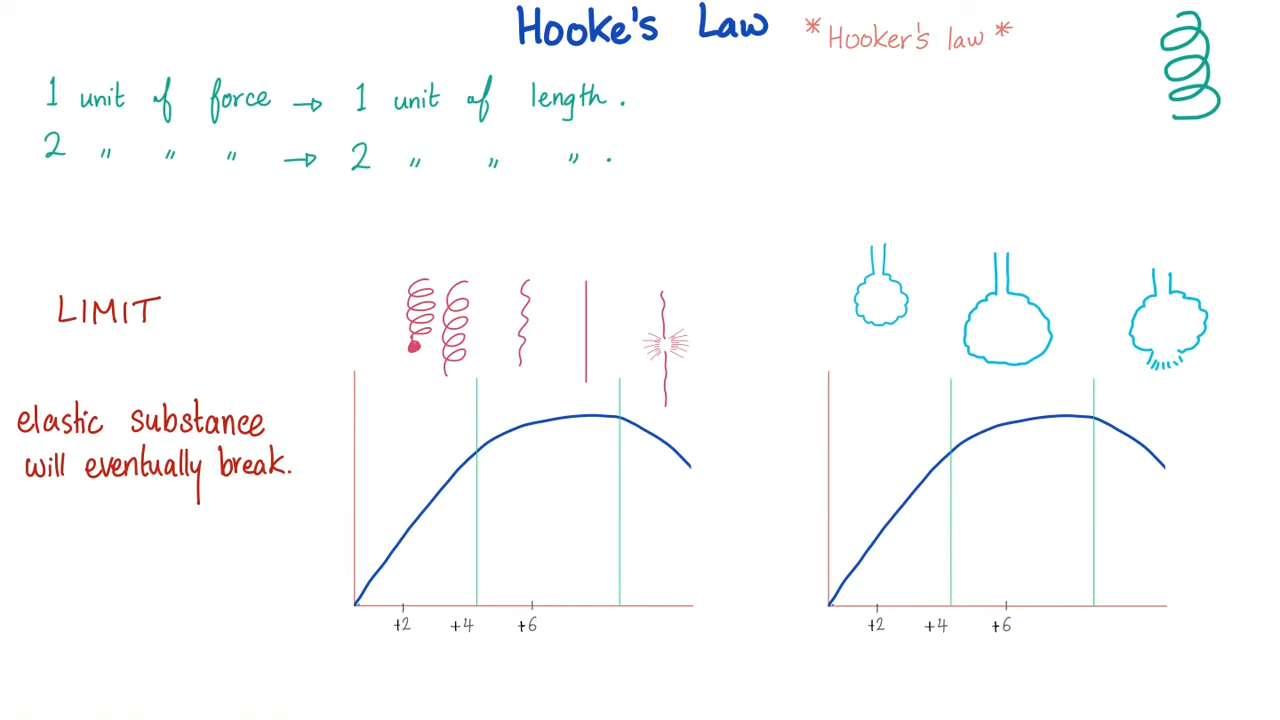 Hooke's Law *Hooker's law*
1 unit of force → 1 unit of length.
2 " " " → 2 " " " .
LIMIT
elastic substance
will eventually break.
+2 +4 +6
+2 +4 +6